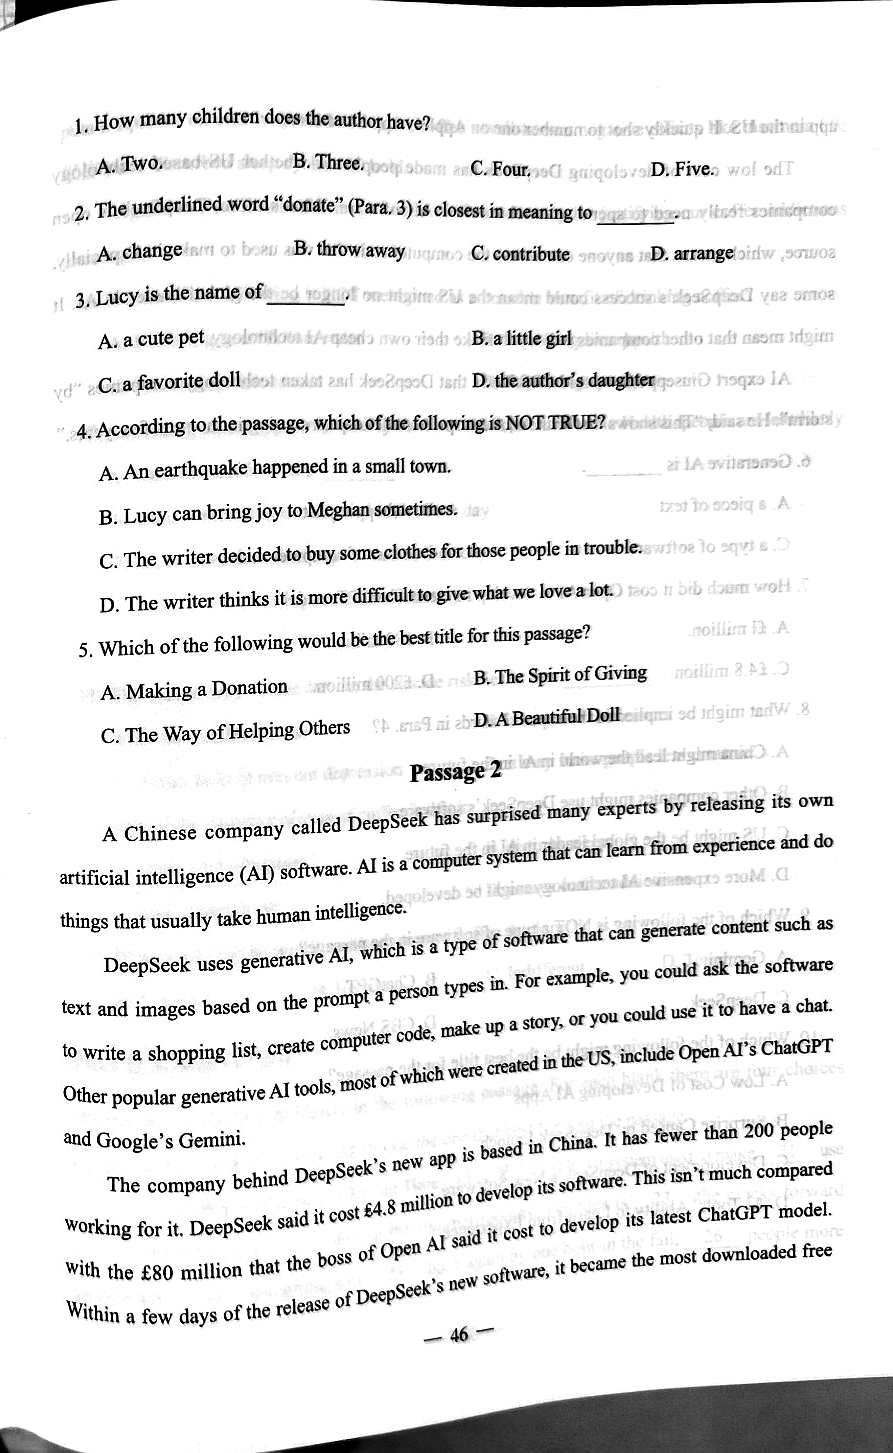 1. How many children does the author have?
A. Two. B. Three. C. Four. D. Five.
2. The underlined word “donate” (Para. 3) is closest in meaning to ________.
A. change B. throw away C. contribute D. arrange
3. Lucy is the name of ________.
A. a cute pet B. a little girl
C. a favorite doll D. the author’s daughter
4. According to the passage, which of the following is NOT TRUE?
A. An earthquake happened in a small town.
B. Lucy can bring joy to Meghan sometimes.
C. The writer decided to buy some clothes for those people in trouble.
D. The writer thinks it is more difficult to give what we love a lot.
5. Which of the following would be the best title for this passage?
A. Making a Donation B. The Spirit of Giving
C. The Way of Helping Others D. A Beautiful Doll
Passage 2
A Chinese company called DeepSeek has surprised many experts by releasing its own
artificial intelligence (AI) software. AI is a computer system that can learn from experience and do
things that usually take human intelligence.
DeepSeek uses generative AI, which is a type of software that can generate content such as
text and images based on the prompt a person types in. For example, you could ask the software
to write a shopping list, create computer code, make up a story, or you could use it to have a chat.
Other popular generative AI tools, most of which were created in the US, include Open AI’s ChatGPT
and Google’s Gemini.
The company behind DeepSeek’s new app is based in China. It has fewer than 200 people
working for it. DeepSeek said it cost £4.8 million to develop its software. This isn’t much compared
with the £80 million that the boss of Open AI said it cost to develop its latest ChatGPT model.
Within a few days of the release of DeepSeek’s new software, it became the most downloaded free
— 46 —